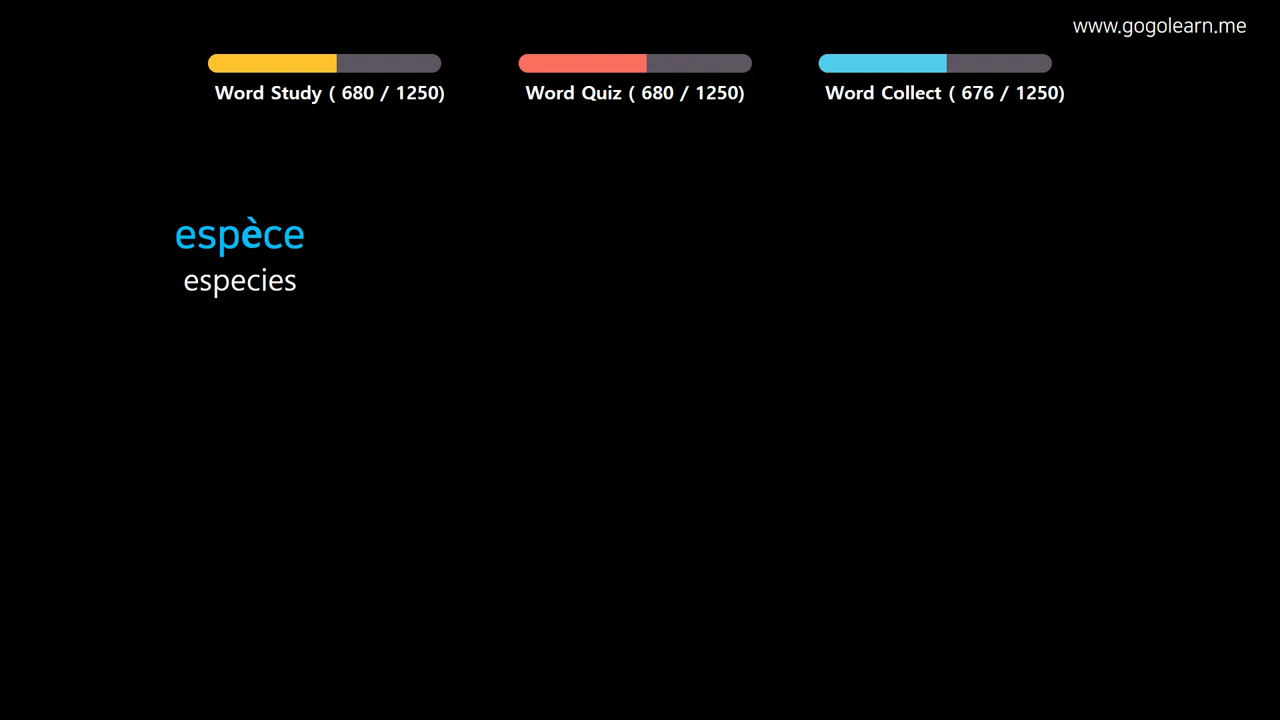 www.gogolearn.me
Word Study ( 680 / 1250)
Word Quiz ( 680 / 1250)
Word Collect ( 676 / 1250)
espèce
especies